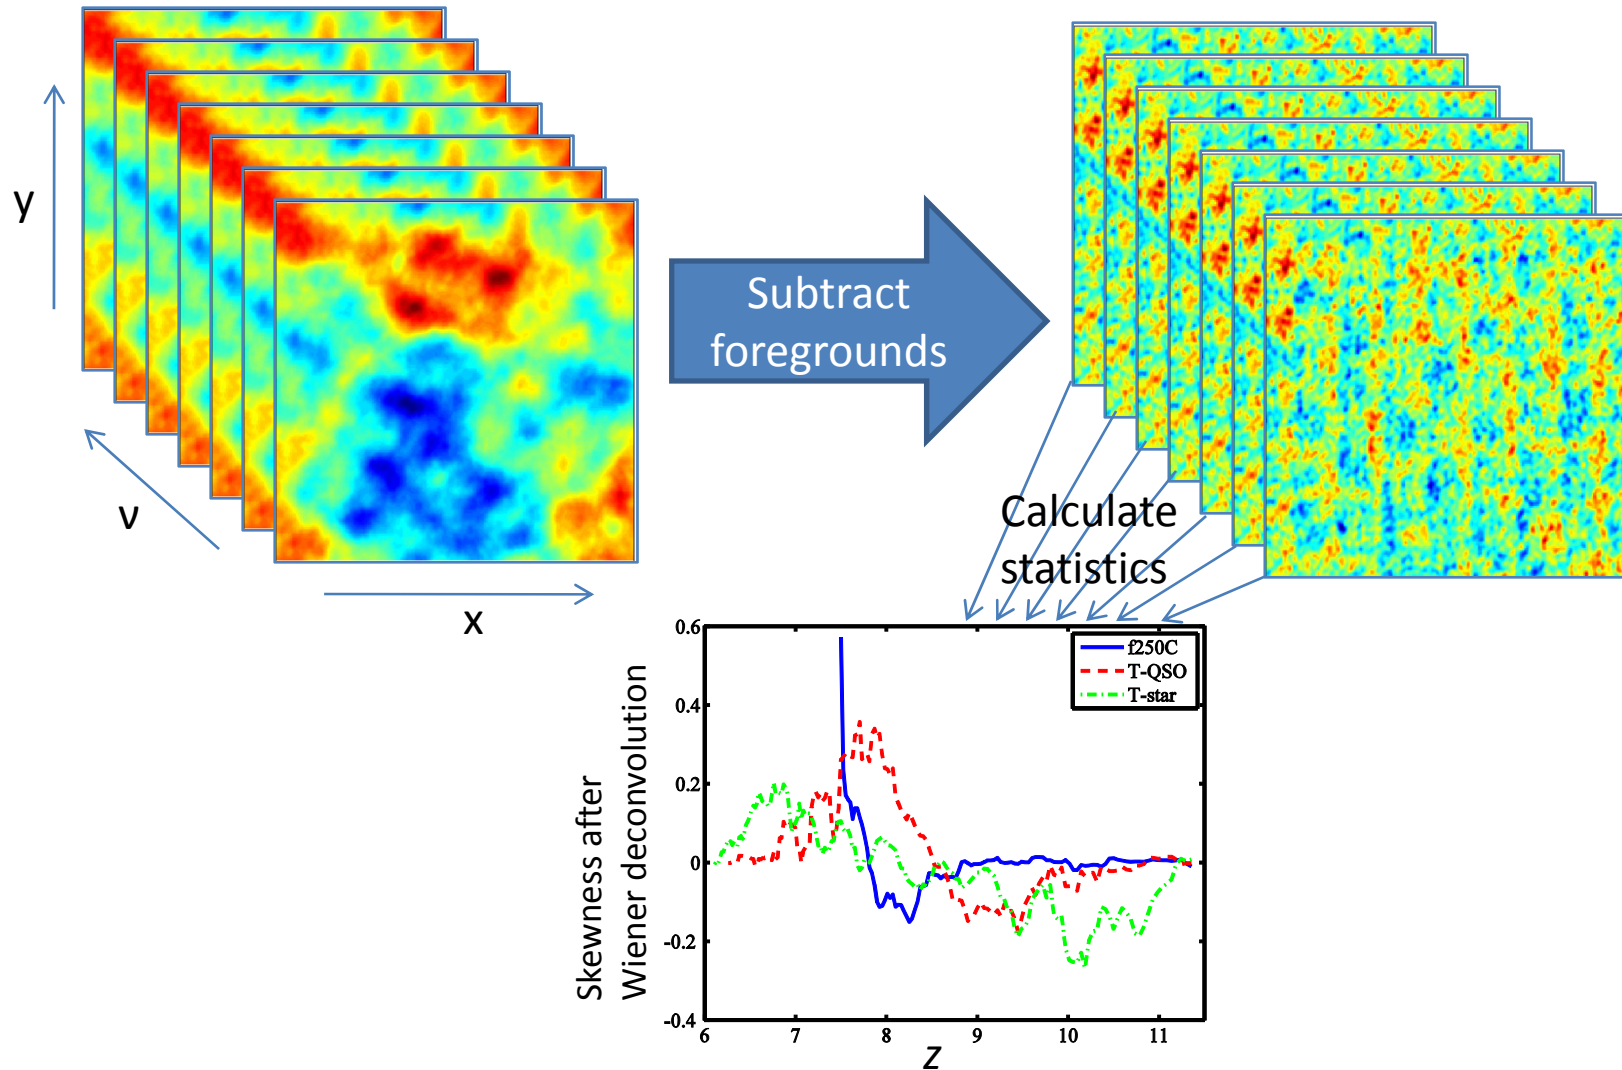 y
ν
x
Subtract
foregrounds
Calculate
statistics
Skewness after
Wiener deconvolution
0.6
0.4
0.2
0
-0.2
-0.4
6
7
8
9
10
11
z
f250C
T-QSO
T-star